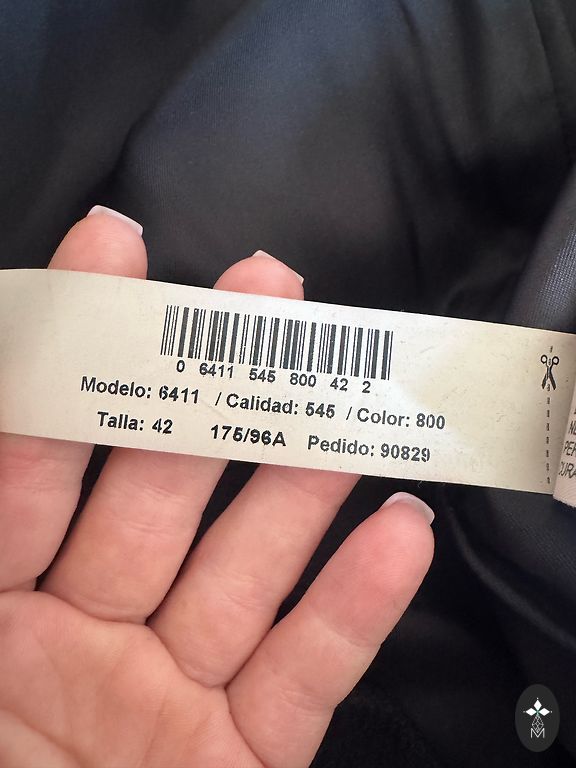 0 6411 545 800 42 2
Modelo: 6411 / Calidad: 545 / Color: 800
Talla: 42 175/96A Pedido: 90829